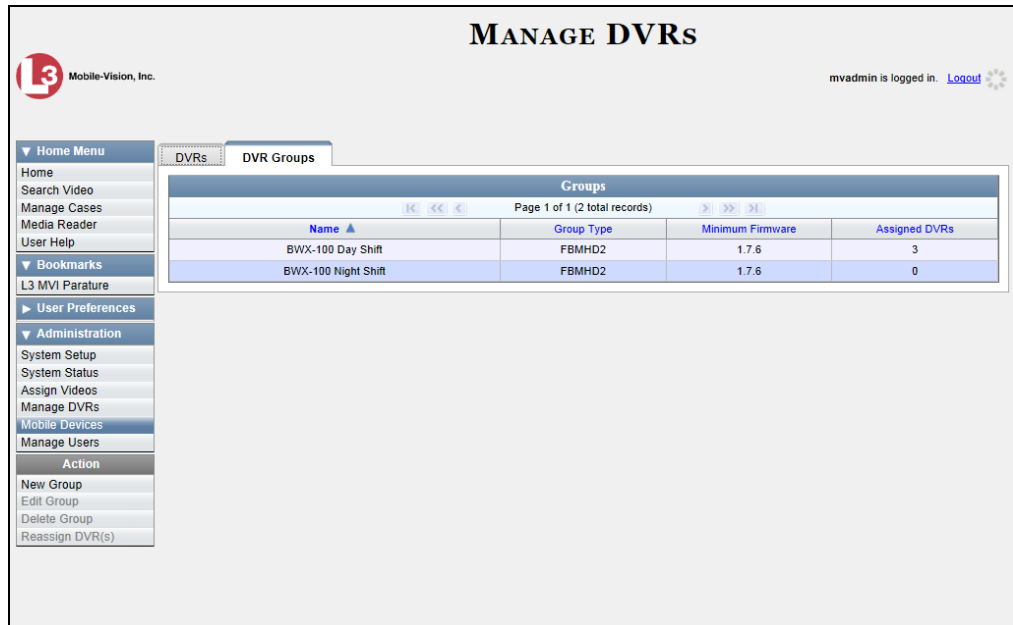 MANAGE DVRS
L3 Mobile-Vision, Inc.
mvadmin is logged in. Logout
▼ Home Menu
Home
Search Video
Manage Cases
Media Reader
User Help
▼ Bookmarks
L3 MVI Parature
▶ User Preferences
▼ Administration
System Setup
System Status
Assign Videos
Manage DVRs
Mobile Devices
Manage Users
Action
New Group
Edit Group
Delete Group
Reassign DVR(s)
DVRs DVR Groups
Groups
|< << < Page 1 of 1 (2 total records) > >> >|
Name ▲ Group Type Minimum Firmware Assigned DVRs
BWX-100 Day Shift FBMHD2 1.7.6 3
BWX-100 Night Shift FBMHD2 1.7.6 0